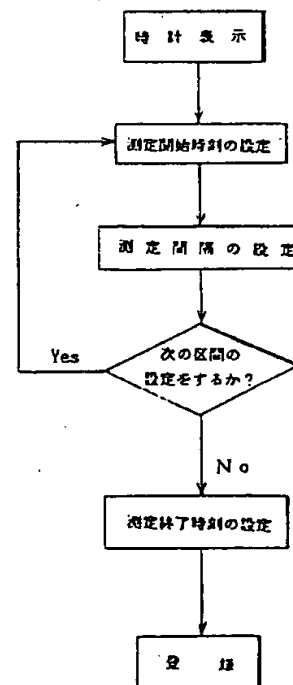 時計表示
測定開始時刻の設定
測定間隔の設定
次の区間の
設定をするか?
Yes
No
測定終了時刻の設定
登録